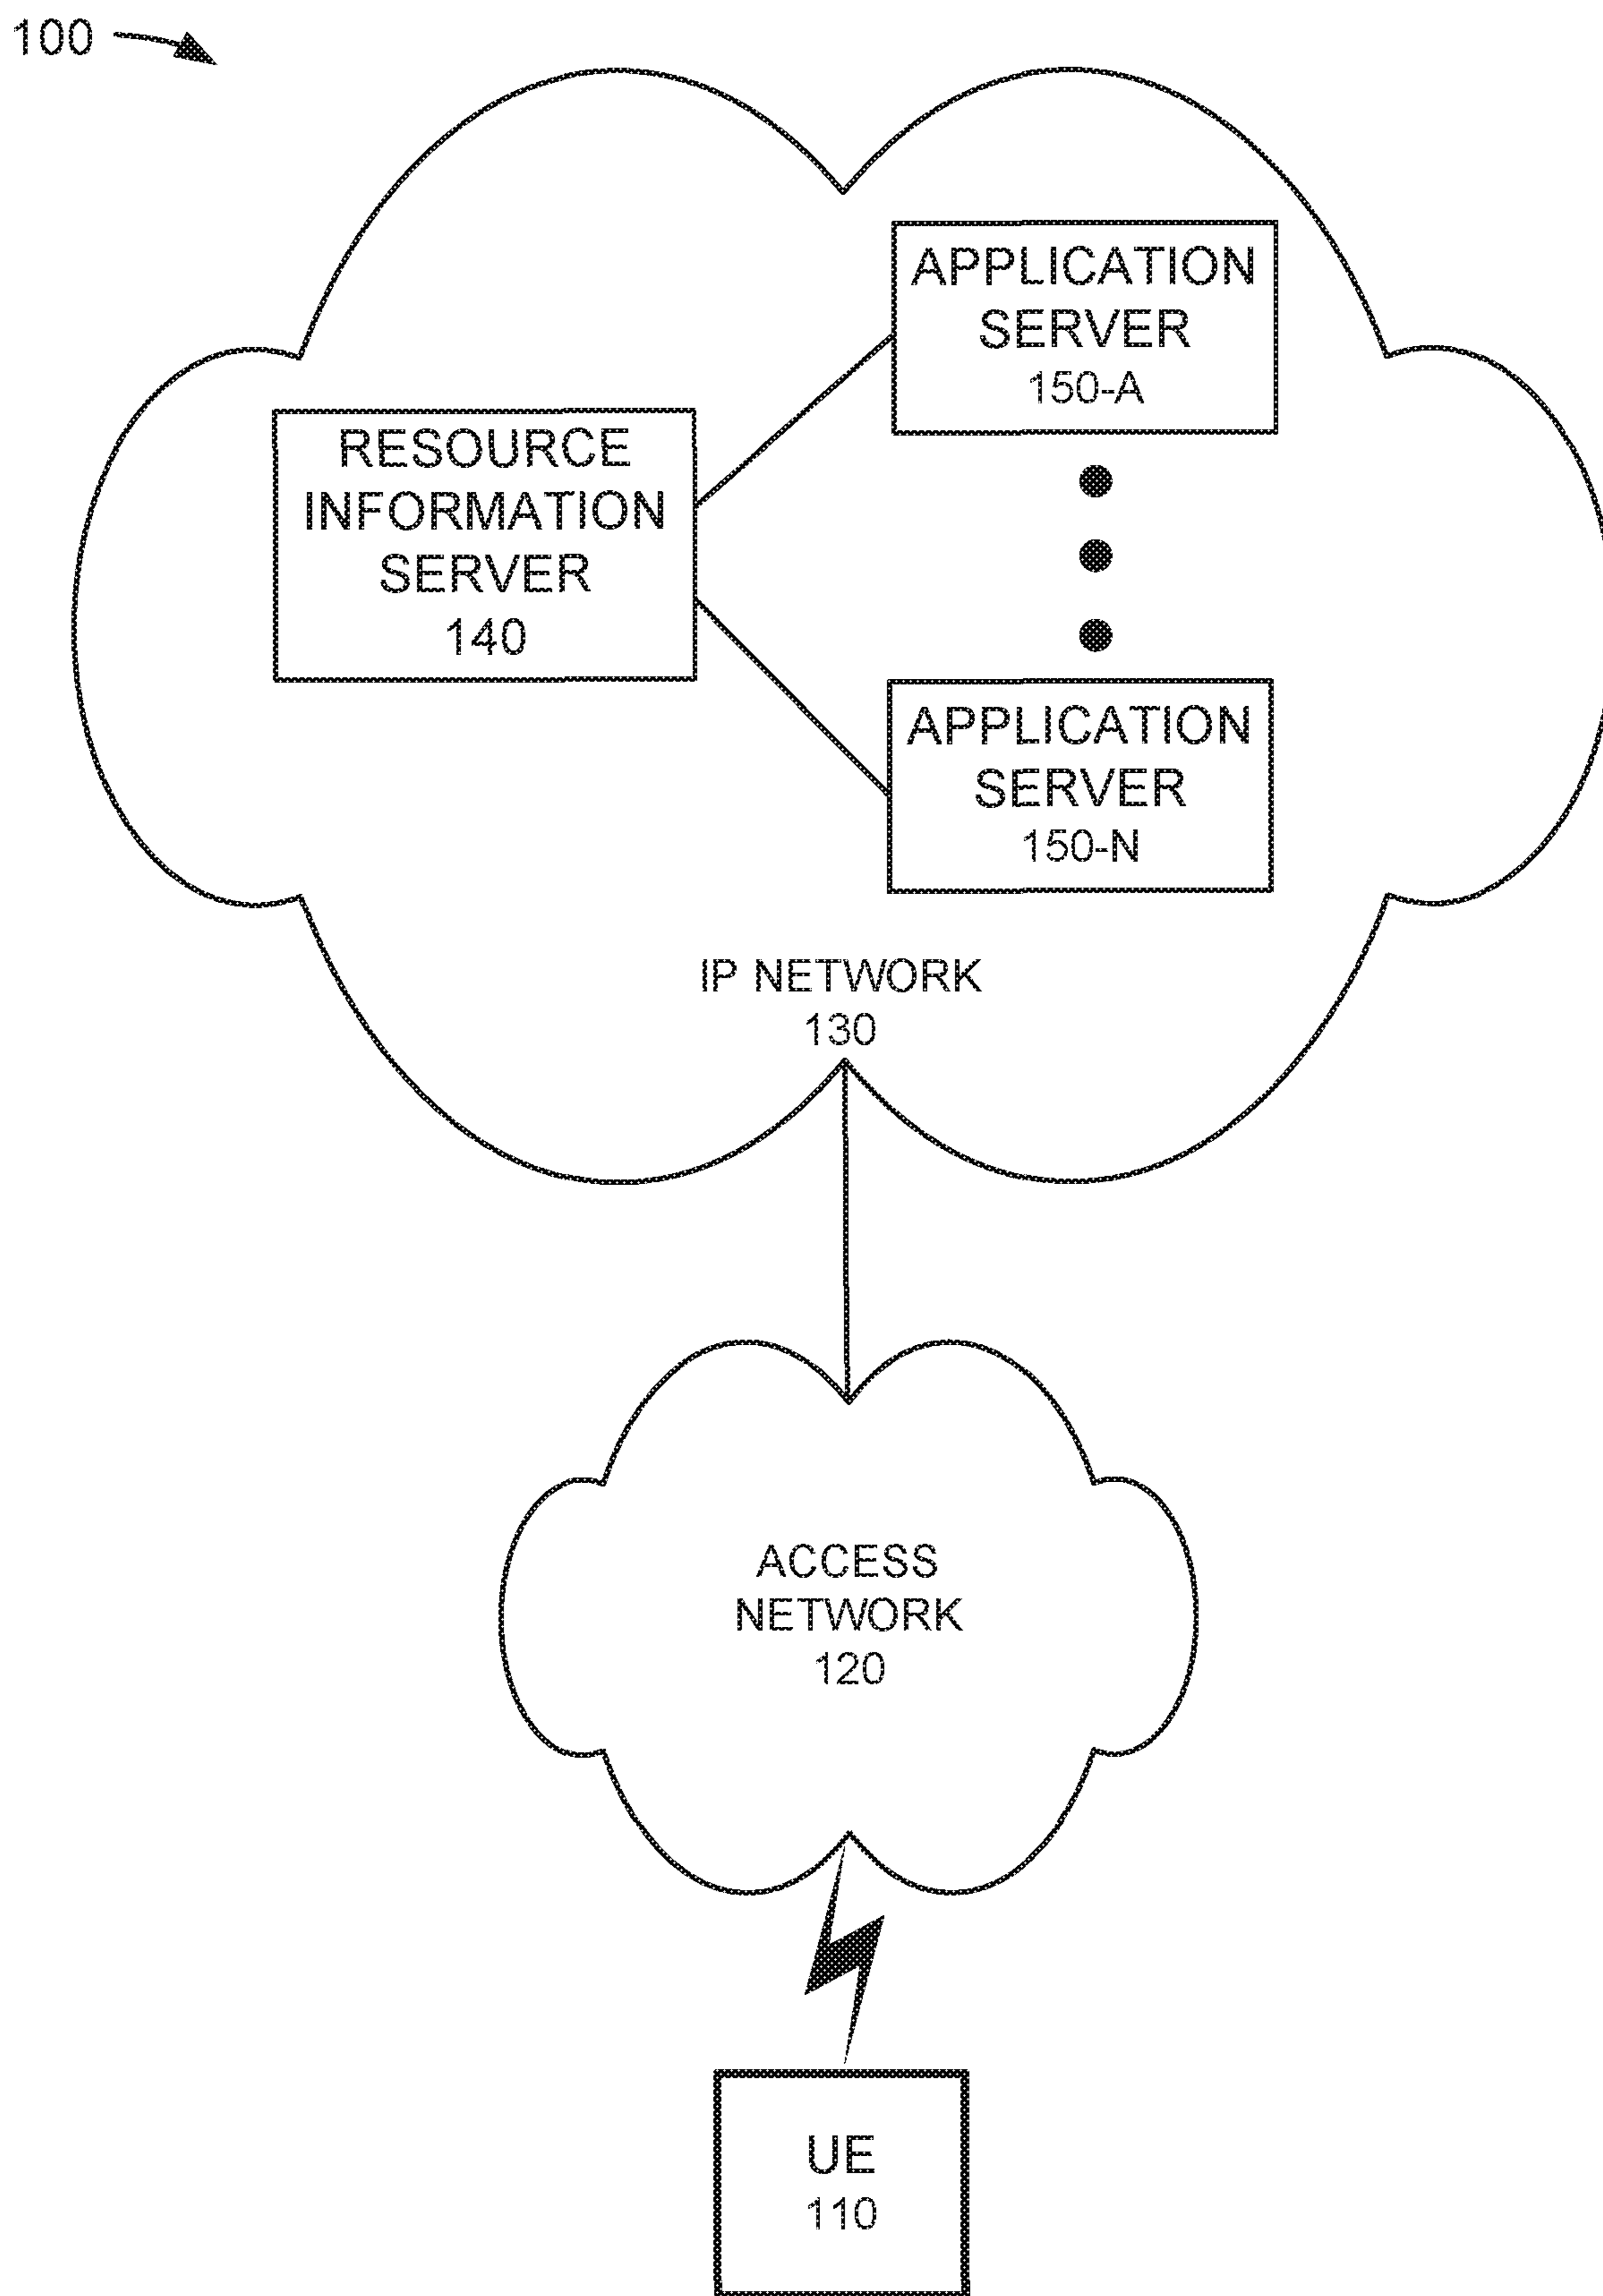 100
APPLICATION
SERVER
150-A
RESOURCE
INFORMATION
SERVER
140
APPLICATION
SERVER
150-N
IP NETWORK
130
ACCESS
NETWORK
120
UE
110